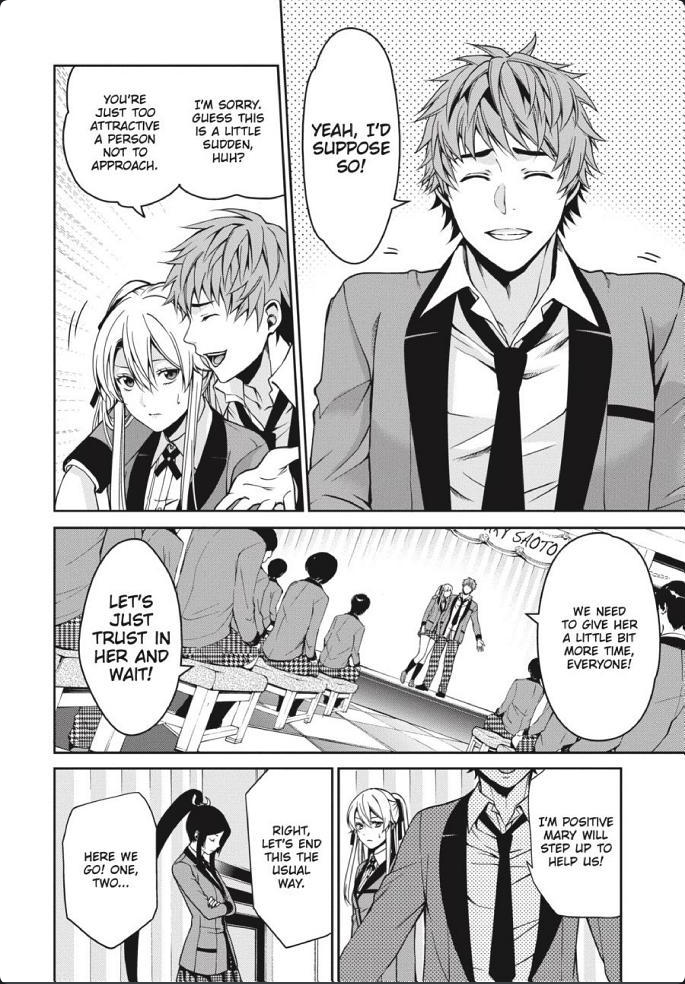 YEAH, I'D
SUPPOSE
SO!
I'M SORRY.
GUESS THIS
IS A LITTLE
SUDDEN,
HUH?
YOU'RE
JUST TOO
ATTRACTIVE
A PERSON
NOT TO
APPROACH.
SAOTO
WE NEED
TO GIVE HER
A LITTLE BIT
MORE TIME,
EVERYONE!
LET'S
JUST
TRUST IN
HER AND
WAIT!
I'M POSITIVE
MARY WILL
STEP UP TO
HELP US!
RIGHT,
LET'S END
THIS THE
USUAL
WAY.
HERE WE
GO! ONE,
TWO...